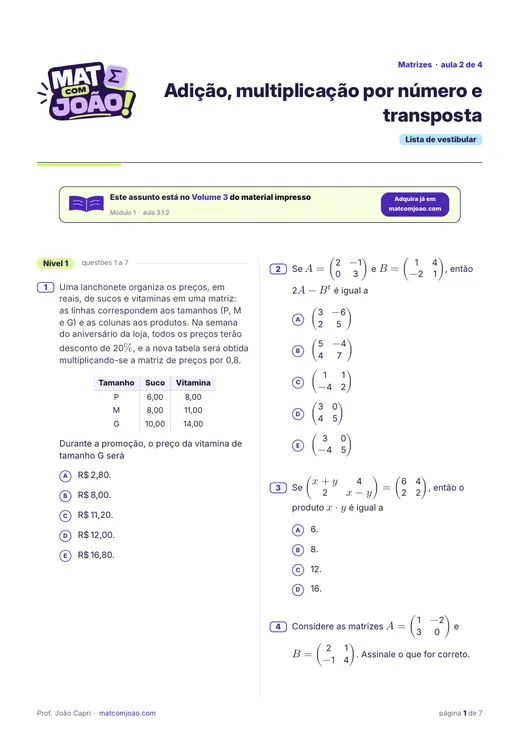 MAT Σ
COM
JOÃO!
Matrizes · aula 2 de 4
Adição, multiplicação por número e
transposta
Lista de vestibular
Este assunto está no Volume 3 do material impresso
Módulo 1 · aula 3.1.2
Adquira já em
matcomjoao.com
Nível 1 questões 1 a 7
1 Uma lanchonete organiza os preços, em
reais, de sucos e vitaminas em uma matriz:
as linhas correspondem aos tamanhos (P, M
e G) e as colunas aos produtos. Na semana
do aniversário da loja, todos os preços terão
desconto de 20%, e a nova tabela será obtida
multiplicando-se a matriz de preços por 0,8.
Tamanho Suco Vitamina
P 6,00 8,00
M 8,00 11,00
G 10,00 14,00
Durante a promoção, o preço da vitamina de
tamanho G será
A R$ 2,80.
B R$ 8,00.
C R$ 11,20.
D R$ 12,00.
E R$ 16,80.
2 Se A = (2 −1 / 0 3) e B = (1 4 / −2 1), então
2A − Bᵗ é igual a
A (3 −6 / 2 5)
B (5 −4 / 4 7)
C (1 1 / −4 2)
D (3 0 / 4 5)
E (3 0 / −4 5)
3 Se (x + y 4 / 2 x − y) = (6 4 / 2 2), então o
produto x · y é igual a
A 6.
B 8.
C 12.
D 16.
4 Considere as matrizes A = (1 −2 / 3 0) e
B = (2 1 / −1 4). Assinale o que for correto.
Prof. João Capri · matcomjoao.com
página 1 de 7